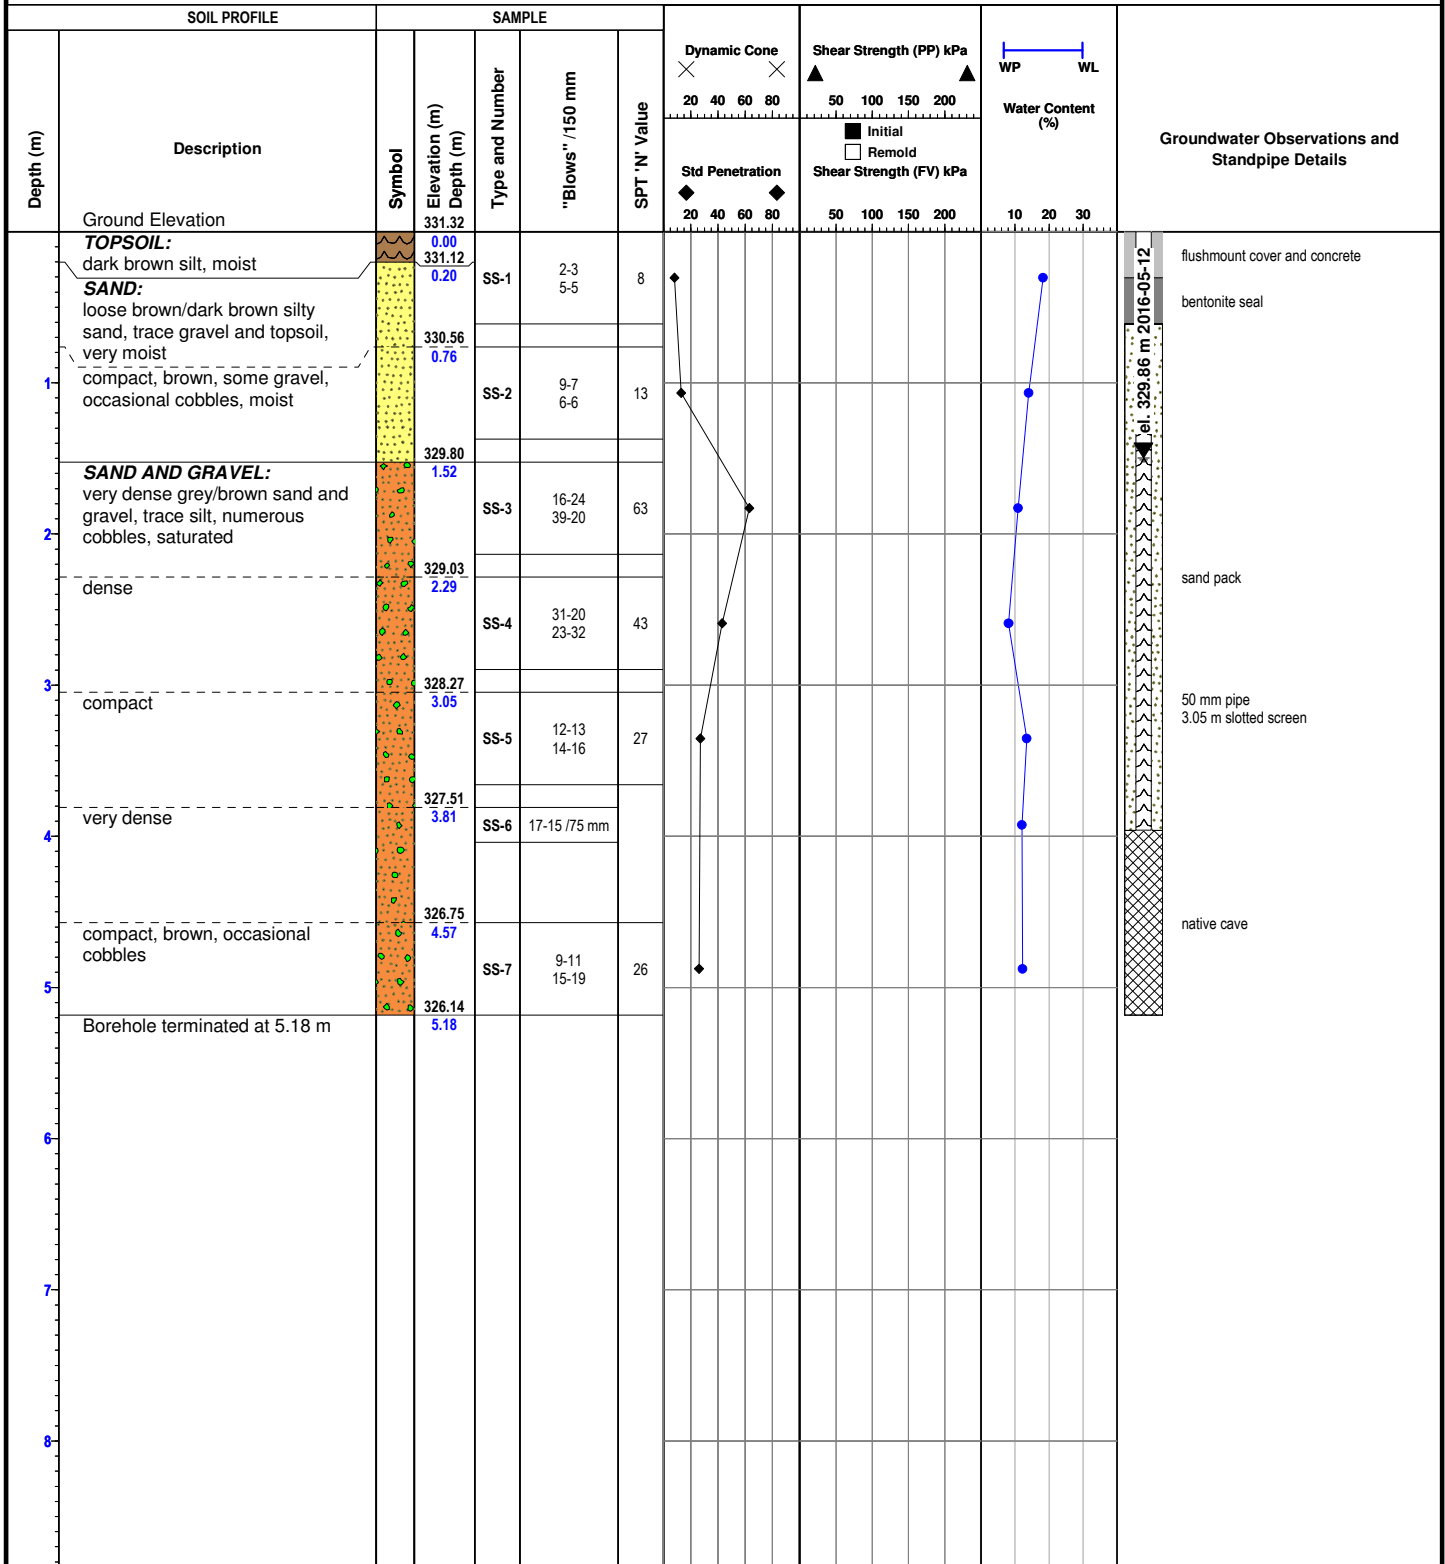 SOIL PROFILE
SAMPLE
Depth (m)
Description
Symbol
Elevation (m)
Depth (m)
Type and Number
"Blows" /150 mm
SPT 'N' Value
Dynamic Cone
20 40 60 80
Std Penetration
20 40 60 80
Shear Strength (PP) kPa
50 100 150 200
Initial
Remold
Shear Strength (FV) kPa
50 100 150 200
WP WL
Water Content
(%)
10 20 30
Groundwater Observations and
Standpipe Details
Ground Elevation
331.32
TOPSOIL:
0.00
dark brown silt, moist
331.12
0.20
SAND:
loose brown/dark brown silty
sand, trace gravel and topsoil,
very moist
SS-1
2-3
5-5
8
330.56
0.76
compact, brown, some gravel,
occasional cobbles, moist
SS-2
9-7
6-6
13
329.80
1.52
SAND AND GRAVEL:
very dense grey/brown sand and
gravel, trace silt, numerous
cobbles, saturated
SS-3
16-24
39-20
63
329.03
2.29
dense
SS-4
31-20
23-32
43
328.27
3.05
compact
SS-5
12-13
14-16
27
327.51
3.81
very dense
SS-6
17-15 /75 mm
326.75
4.57
compact, brown, occasional
cobbles
SS-7
9-11
15-19
26
326.14
5.18
Borehole terminated at 5.18 m
1
2
3
4
5
6
7
8
el. 329.86 m 2016-05-12
flushmount cover and concrete
bentonite seal
sand pack
50 mm pipe
3.05 m slotted screen
native cave